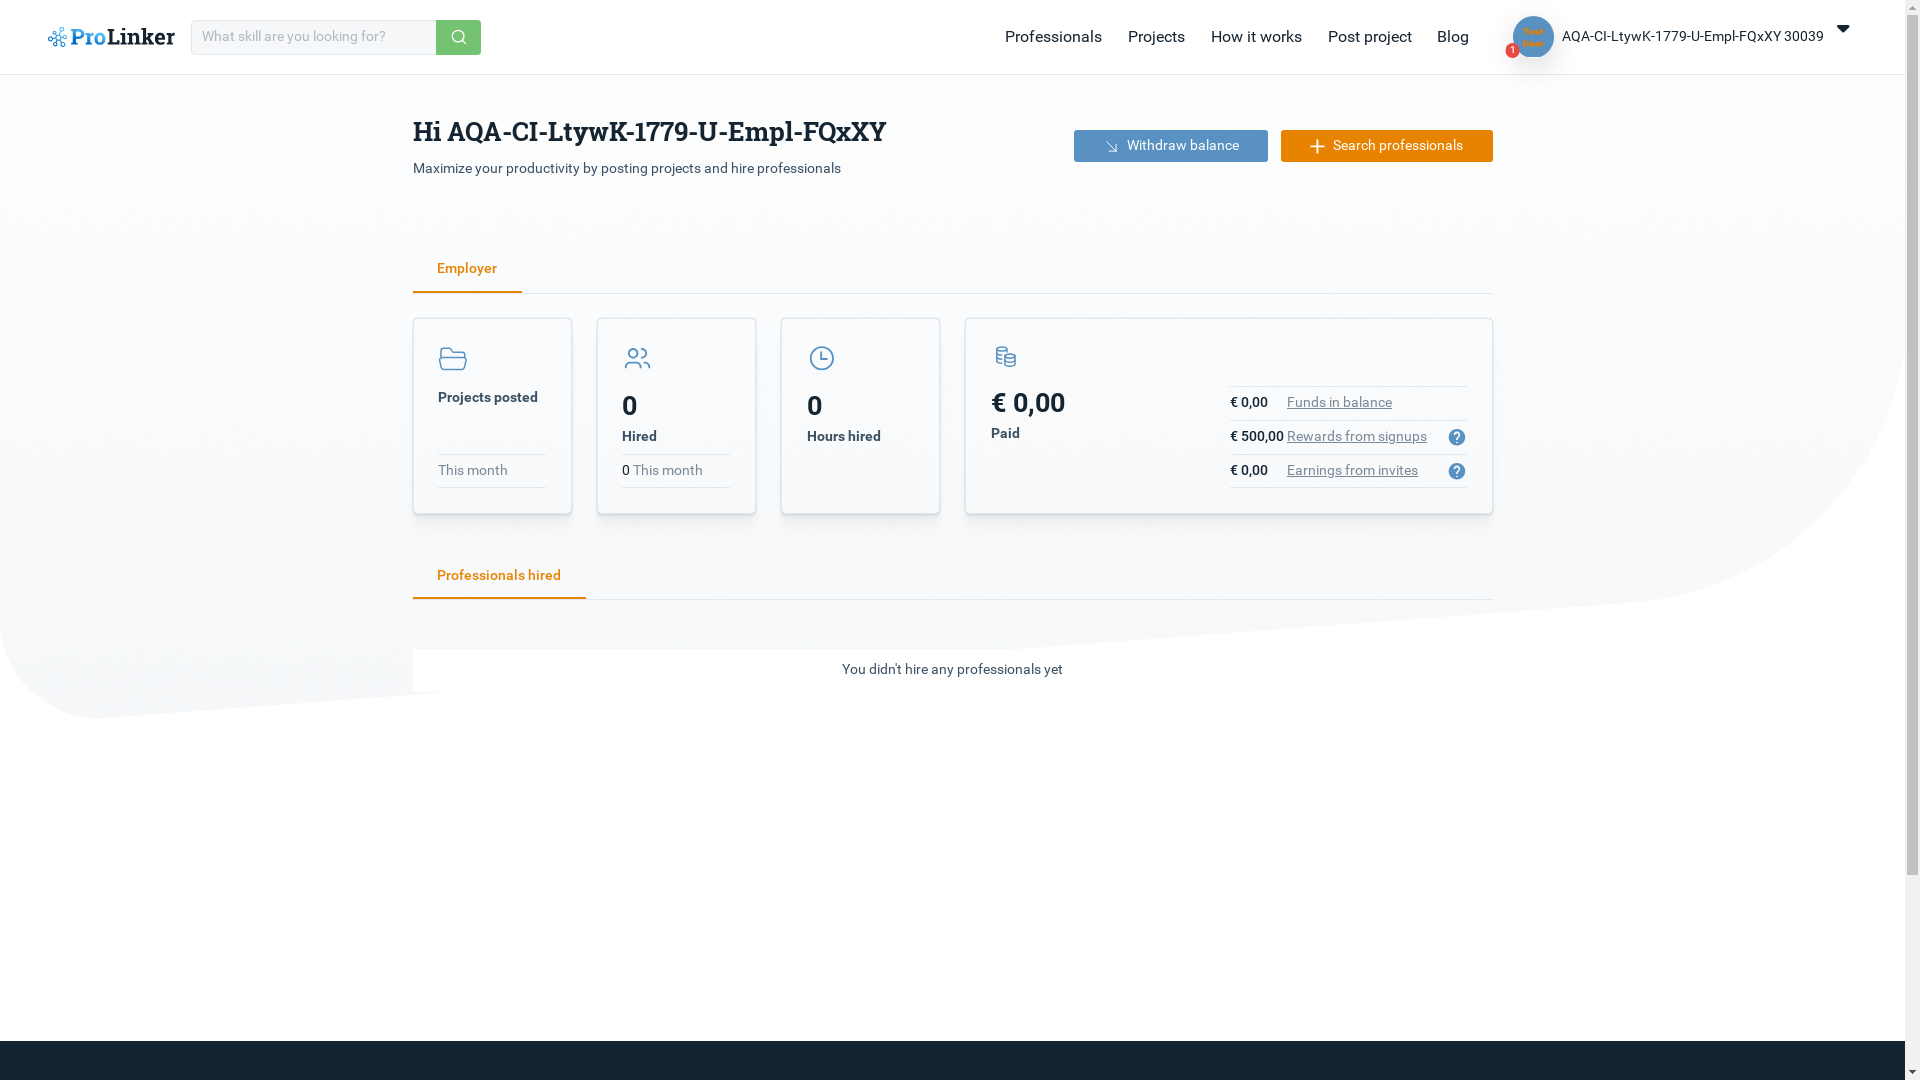 ProLinker
What skill are you looking for?
Professionals Projects How it works Post project Blog
1
AQA-CI-LtywK-1779-U-Empl-FQxXY 30039
Hi AQA-CI-LtywK-1779-U-Empl-FQxXY
Maximize your productivity by posting projects and hire professionals
Withdraw balance
Search professionals
Employer
Projects posted
This month
0
Hired
0 This month
0
Hours hired
€ 0,00
Paid
€ 0,00 Funds in balance
€ 500,00 Rewards from signups
€ 0,00 Earnings from invites
Professionals hired
You didn't hire any professionals yet